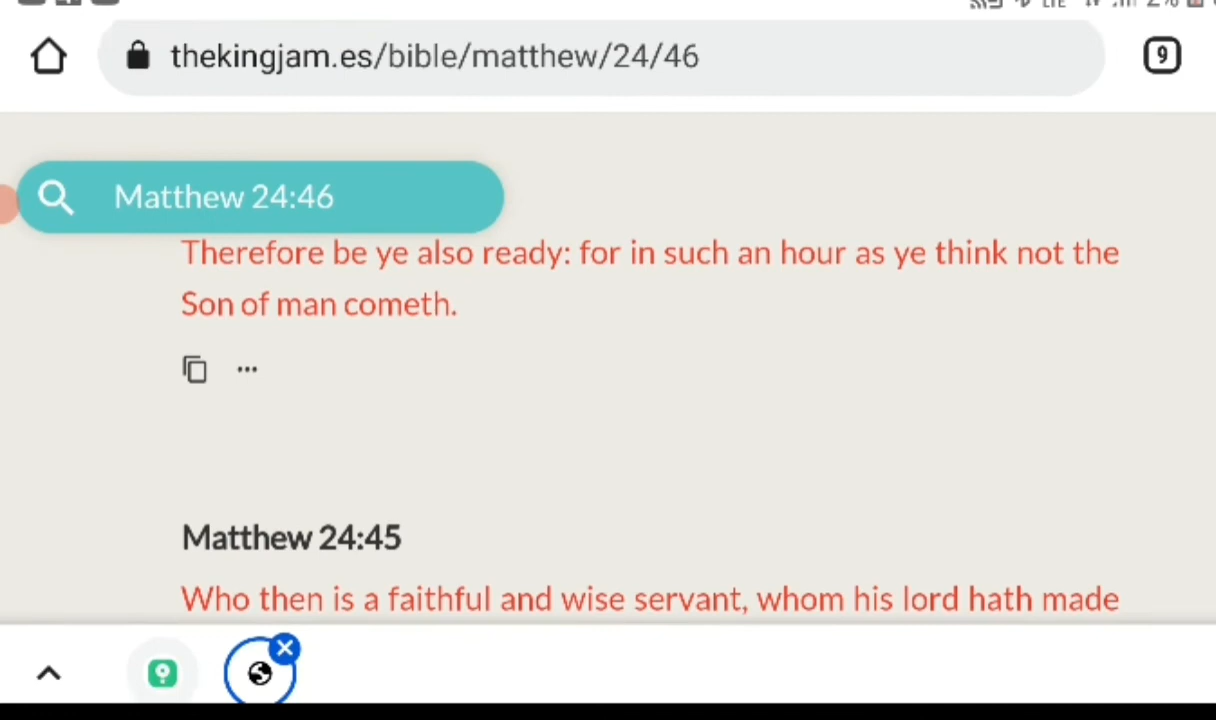 thekingjam.es/bible/matthew/24/46
9
Matthew 24:46
Therefore be ye also ready: for in such an hour as ye think not the
Son of man cometh.
Matthew 24:45
Who then is a faithful and wise servant, whom his lord hath made